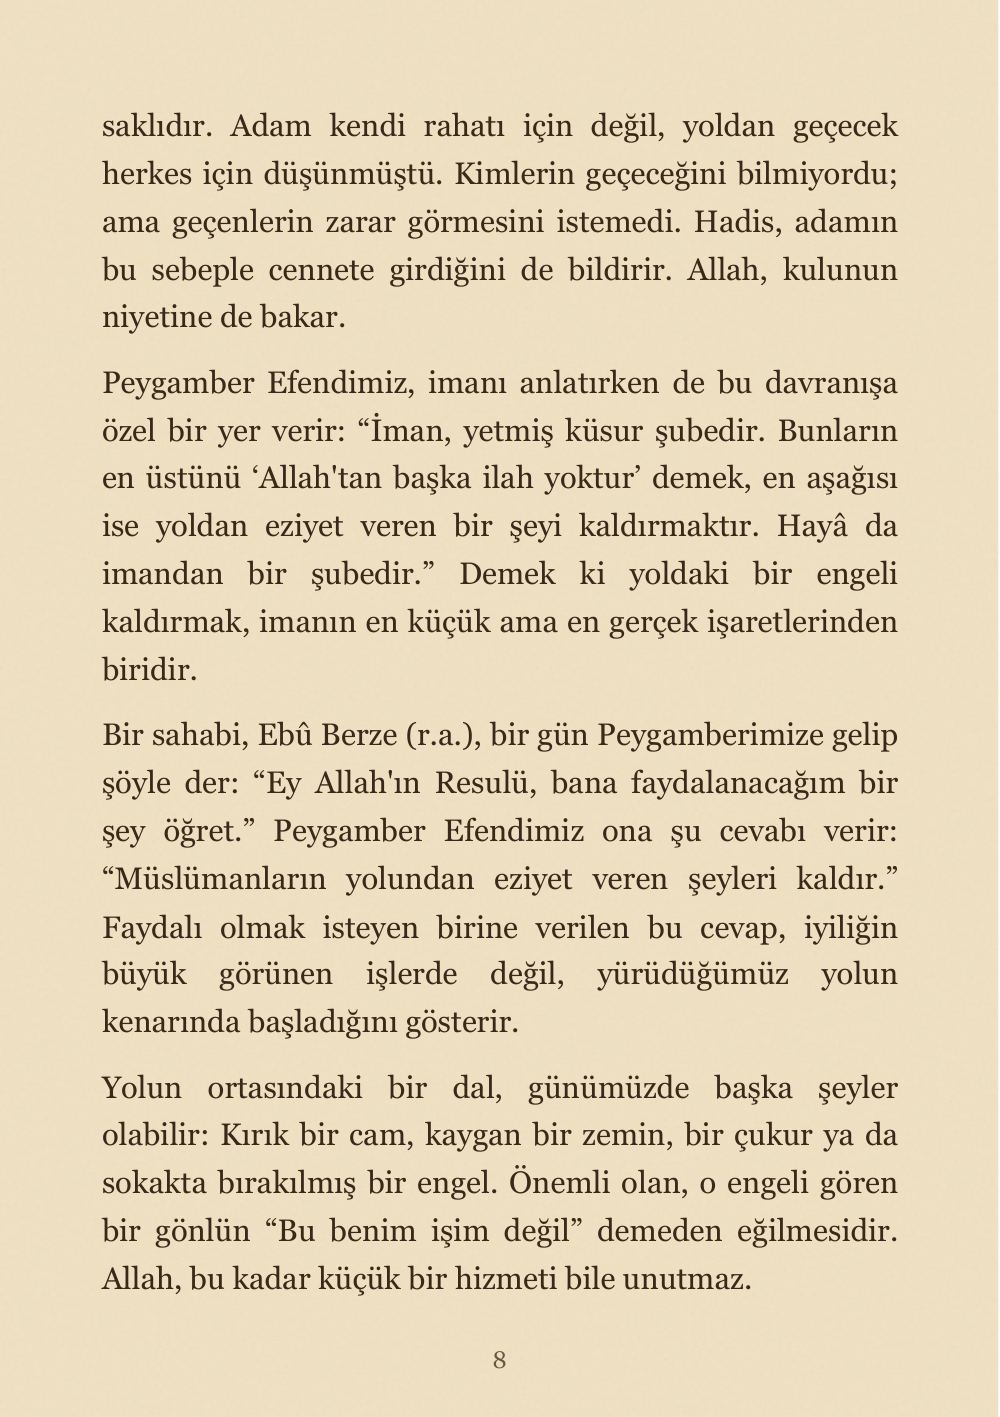 saklıdır. Adam kendi rahatı için değil, yoldan geçecek
herkes için düşünmüştü. Kimlerin geçeceğini bilmiyordu;
ama geçenlerin zarar görmesini istemedi. Hadis, adamın
bu sebeple cennete girdiğini de bildirir. Allah, kulunun
niyetine de bakar.
Peygamber Efendimiz, imanı anlatırken de bu davranışa
özel bir yer verir: “İman, yetmiş küsur şubedir. Bunların
en üstünü ‘Allah'tan başka ilah yoktur’ demek, en aşağısı
ise yoldan eziyet veren bir şeyi kaldırmaktır. Hayâ da
imandan bir şubedir.” Demek ki yoldaki bir engeli
kaldırmak, imanın en küçük ama en gerçek işaretlerinden
biridir.
Bir sahabi, Ebû Berze (r.a.), bir gün Peygamberimize gelip
şöyle der: “Ey Allah'ın Resulü, bana faydalanacağım bir
şey öğret.” Peygamber Efendimiz ona şu cevabı verir:
“Müslümanların yolundan eziyet veren şeyleri kaldır.”
Faydalı olmak isteyen birine verilen bu cevap, iyiliğin
büyük görünen işlerde değil, yürüdüğümüz yolun
kenarında başladığını gösterir.
Yolun ortasındaki bir dal, günümüzde başka şeyler
olabilir: Kırık bir cam, kaygan bir zemin, bir çukur ya da
sokakta bırakılmış bir engel. Önemli olan, o engeli gören
bir gönlün “Bu benim işim değil” demeden eğilmesidir.
Allah, bu kadar küçük bir hizmeti bile unutmaz.
8